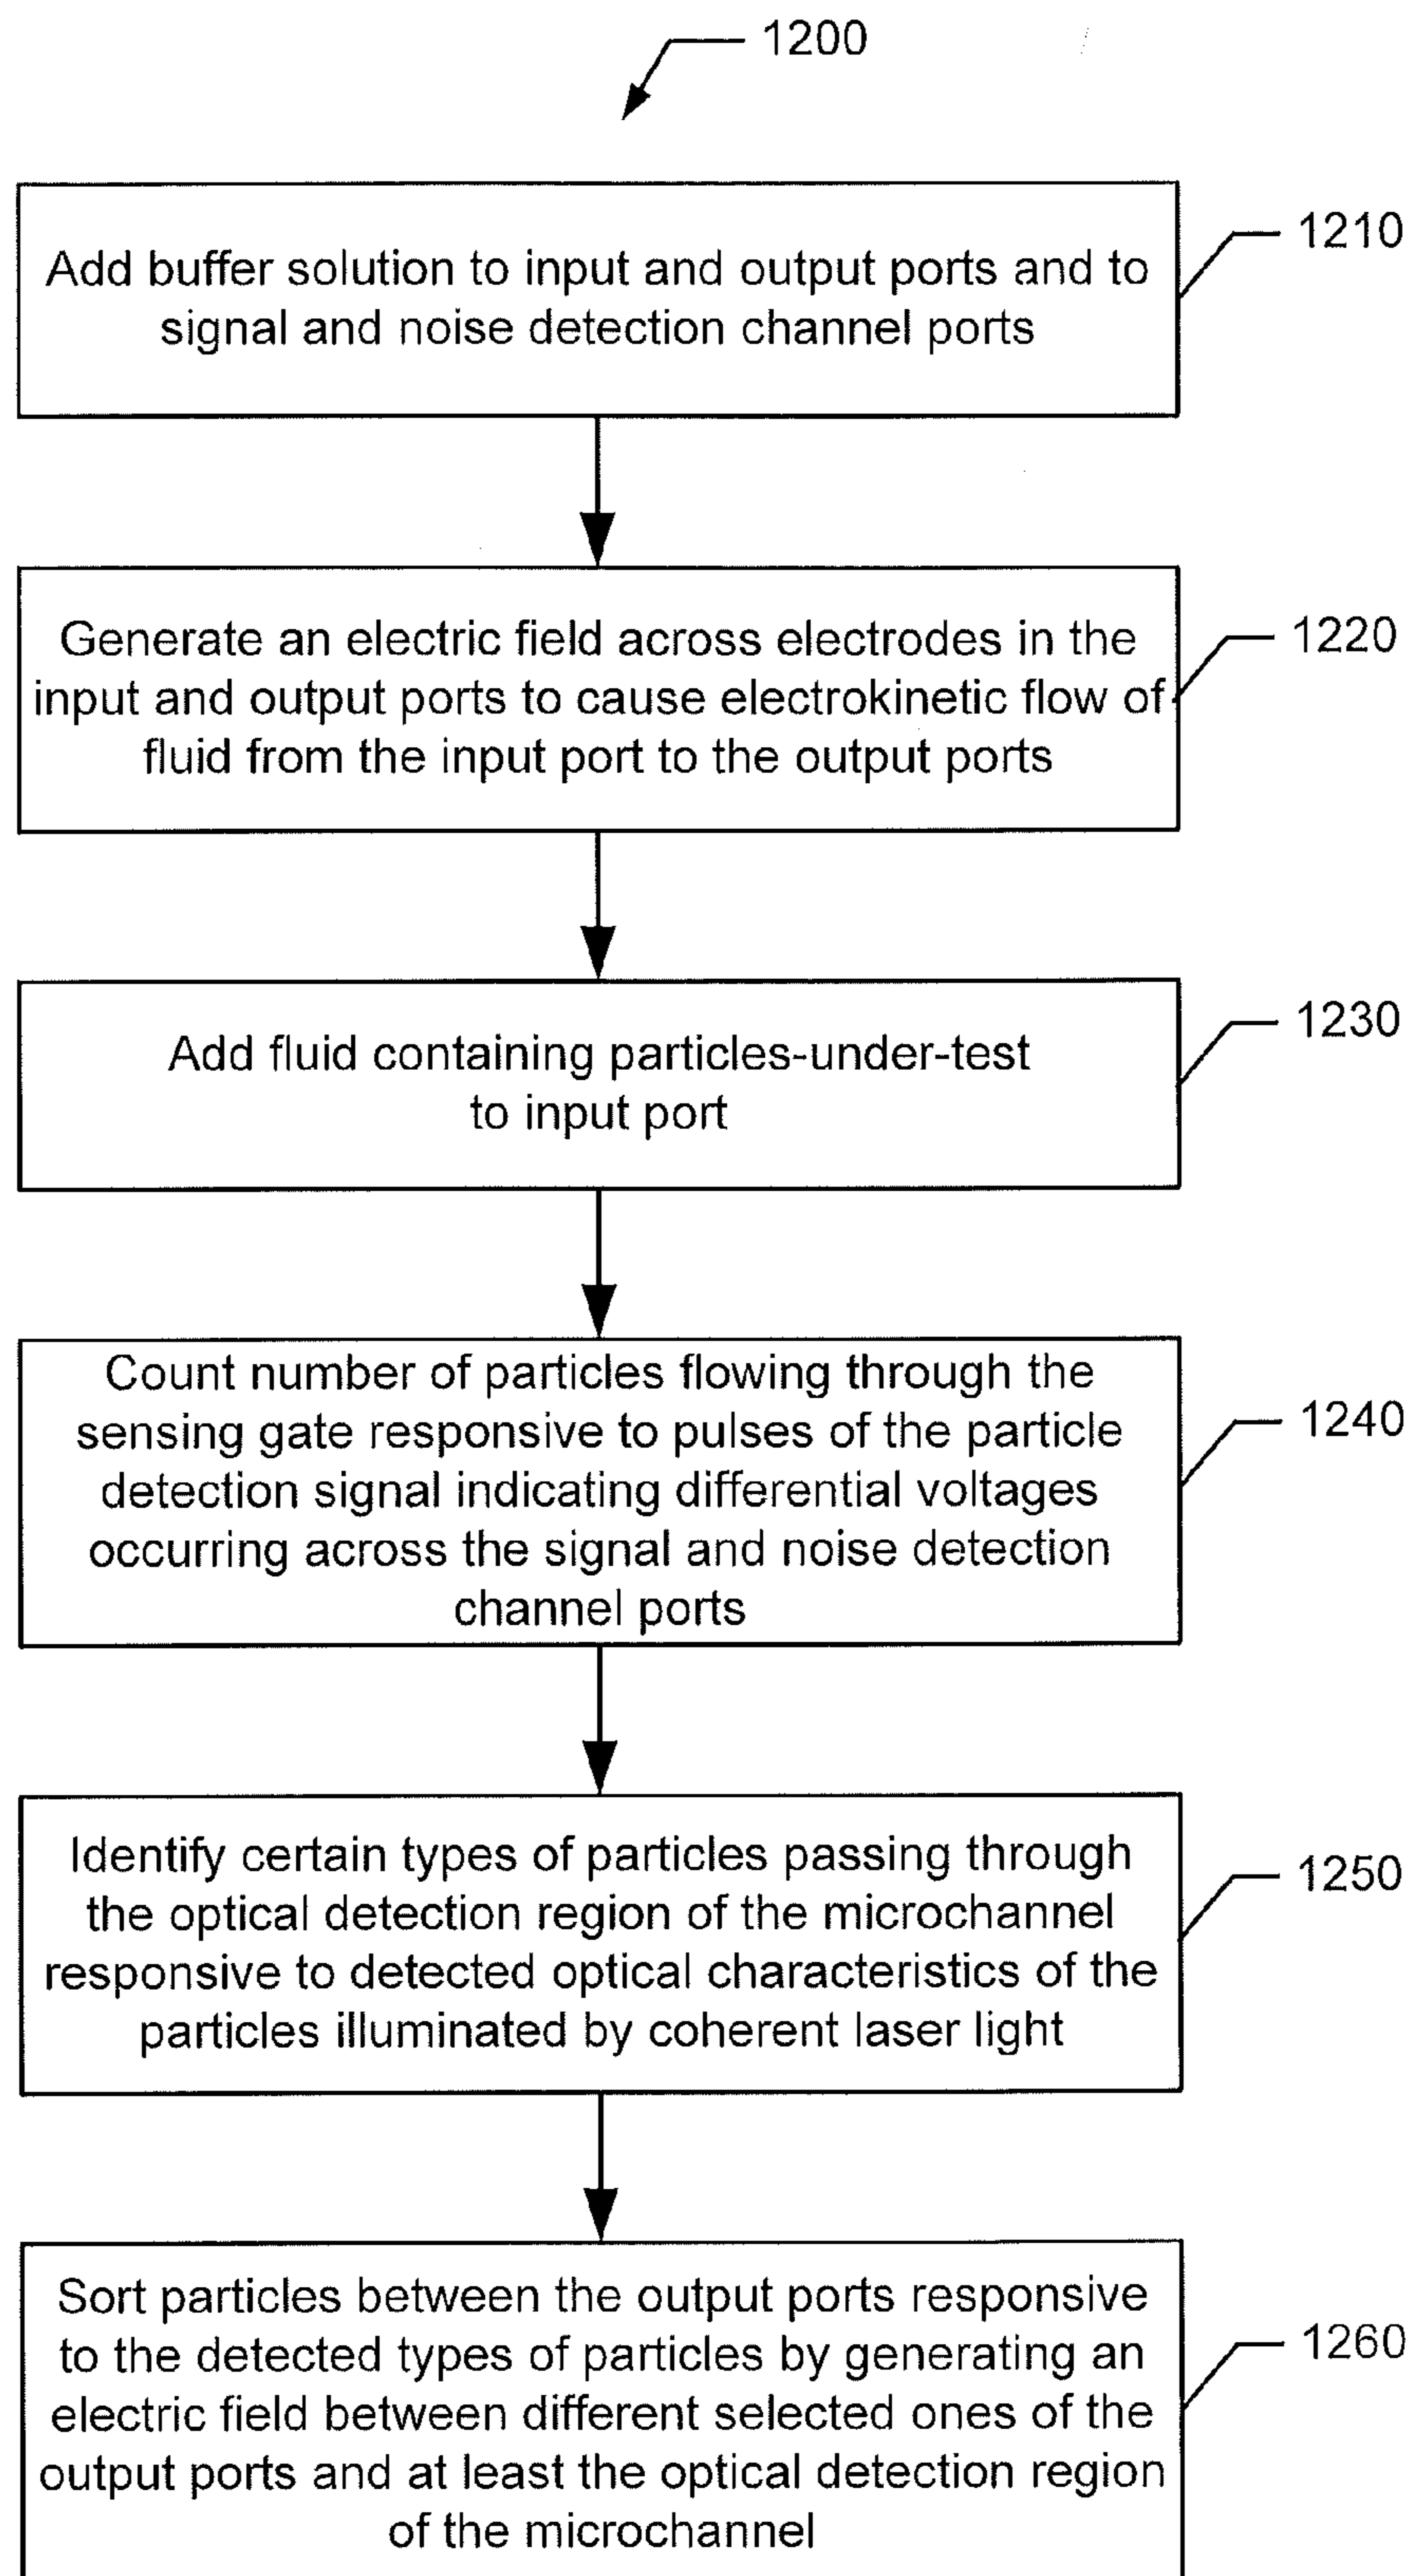 1200
1210
Add buffer solution to input and output ports and to
signal and noise detection channel ports
1220
Generate an electric field across electrodes in the
input and output ports to cause electrokinetic flow of
fluid from the input port to the output ports
1230
Add fluid containing particles-under-test
to input port
1240
Count number of particles flowing through the
sensing gate responsive to pulses of the particle
detection signal indicating differential voltages
occurring across the signal and noise detection
channel ports
1250
Identify certain types of particles passing through
the optical detection region of the microchannel
responsive to detected optical characteristics of the
particles illuminated by coherent laser light
1260
Sort particles between the output ports responsive
to the detected types of particles by generating an
electric field between different selected ones of the
output ports and at least the optical detection region
of the microchannel